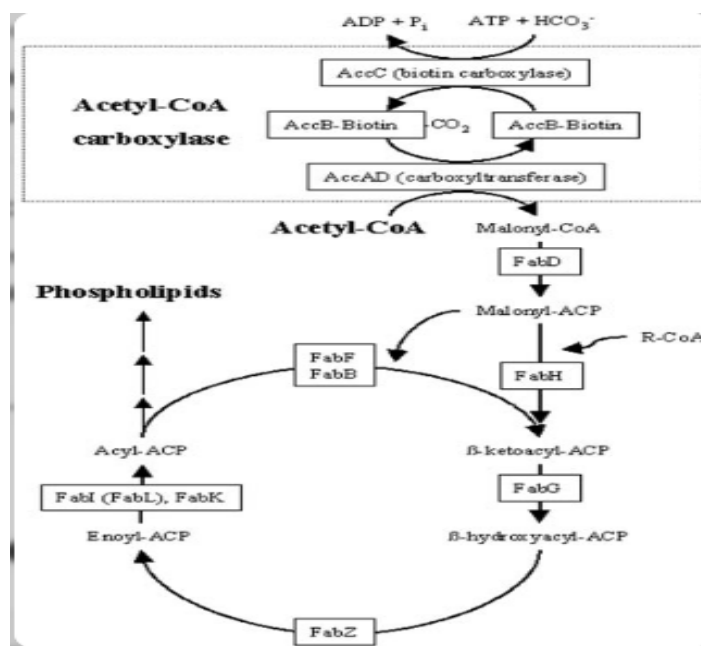 ADP + Pi
ATP + HCO3-
AccC (biotin carboxylase)
Acetyl-CoA
carboxylase
AccB-Biotin
-CO2
AccB-Biotin
AccAD (carboxyltransferase)
Acetyl-CoA
Malonyl-CoA
FabD
Phospholipids
Malonyl-ACP
R-CoA
FabF
FabB
FabH
Acyl-ACP
ß-ketoacyl-ACP
FabI (FabL), FabK
FabG
Enoyl-ACP
ß-hydroxyacyl-ACP
FabZ